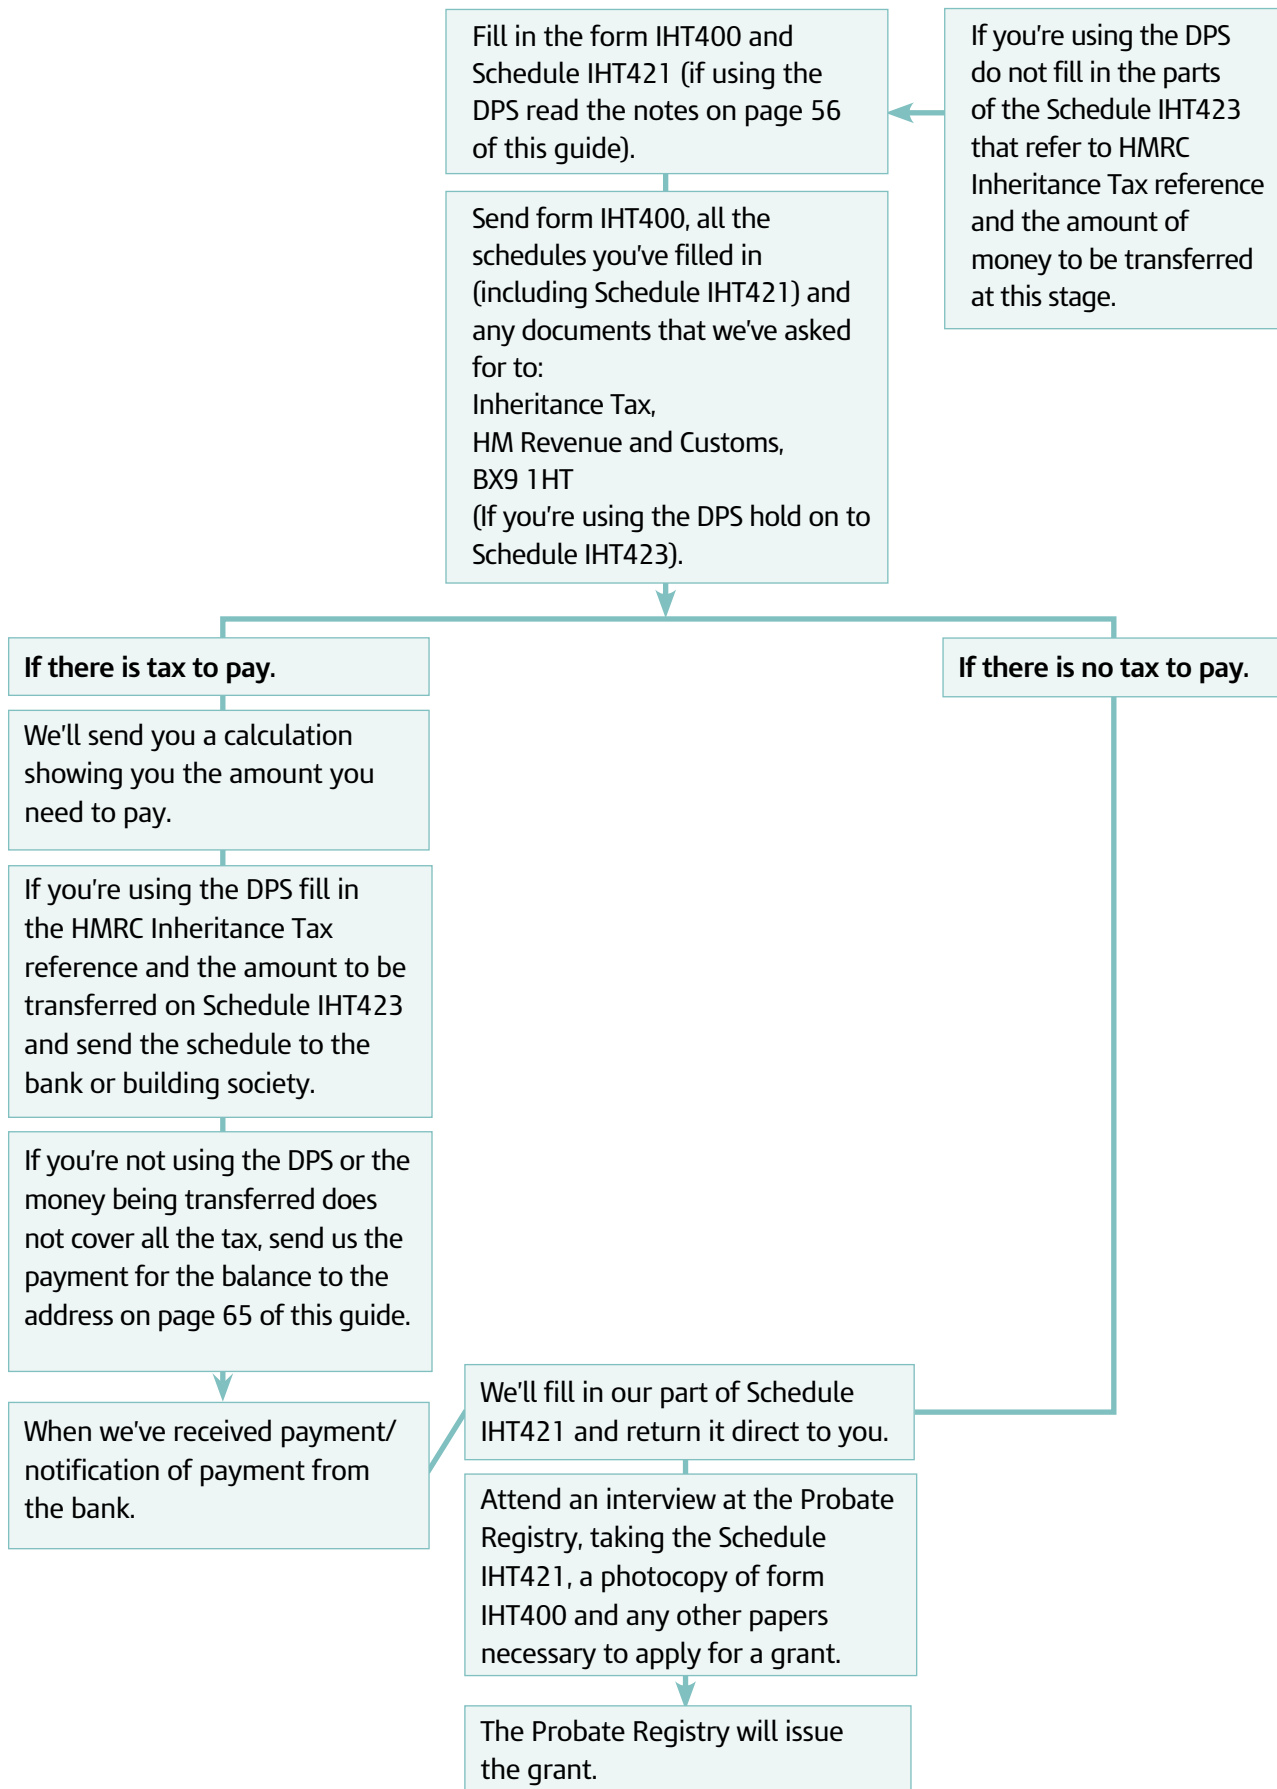 Fill in the form IHT400 and
Schedule IHT421 (if using the
DPS read the notes on page 56
of this guide).
If you're using the DPS
do not fill in the parts
of the Schedule IHT423
that refer to HMRC
Inheritance Tax reference
and the amount of
money to be transferred
at this stage.
Send form IHT400, all the
schedules you've filled in
(including Schedule IHT421) and
any documents that we've asked
for to:
Inheritance Tax,
HM Revenue and Customs,
BX9 1HT
(If you're using the DPS hold on to
Schedule IHT423).
If there is tax to pay.
We'll send you a calculation
showing you the amount you
need to pay.
If you're using the DPS fill in
the HMRC Inheritance Tax
reference and the amount to be
transferred on Schedule IHT423
and send the schedule to the
bank or building society.
If you're not using the DPS or the
money being transferred does
not cover all the tax, send us the
payment for the balance to the
address on page 65 of this guide.
When we've received payment/
notification of payment from
the bank.
If there is no tax to pay.
We'll fill in our part of Schedule
IHT421 and return it direct to you.
Attend an interview at the Probate
Registry, taking the Schedule
IHT421, a photocopy of form
IHT400 and any other papers
necessary to apply for a grant.
The Probate Registry will issue
the grant.